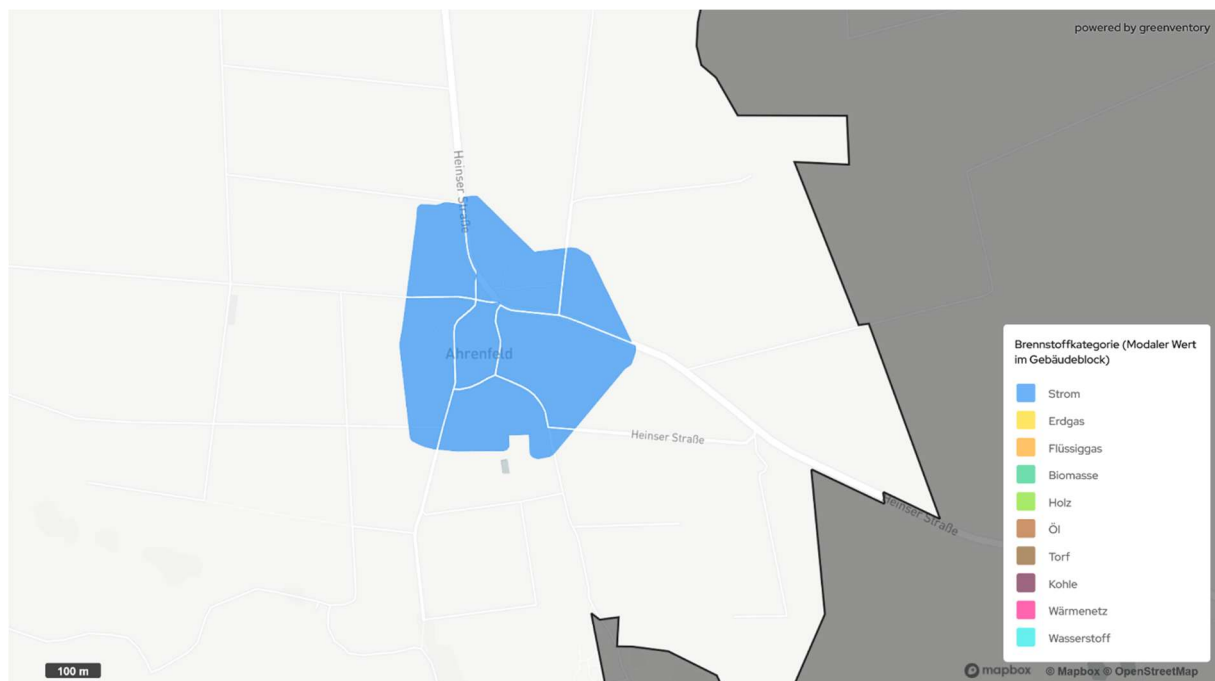 powered by greenventory
Heinser Straße
Ahrenfeld
Heinser Straße
Heinser Straße
Brennstoffkategorie (Modaler Wert
im Gebäudeblock)
Strom
Erdgas
Flüssiggas
Biomasse
Holz
Öl
Torf
Kohle
Wärmenetz
Wasserstoff
100 m
mapbox © Mapbox © OpenStreetMap